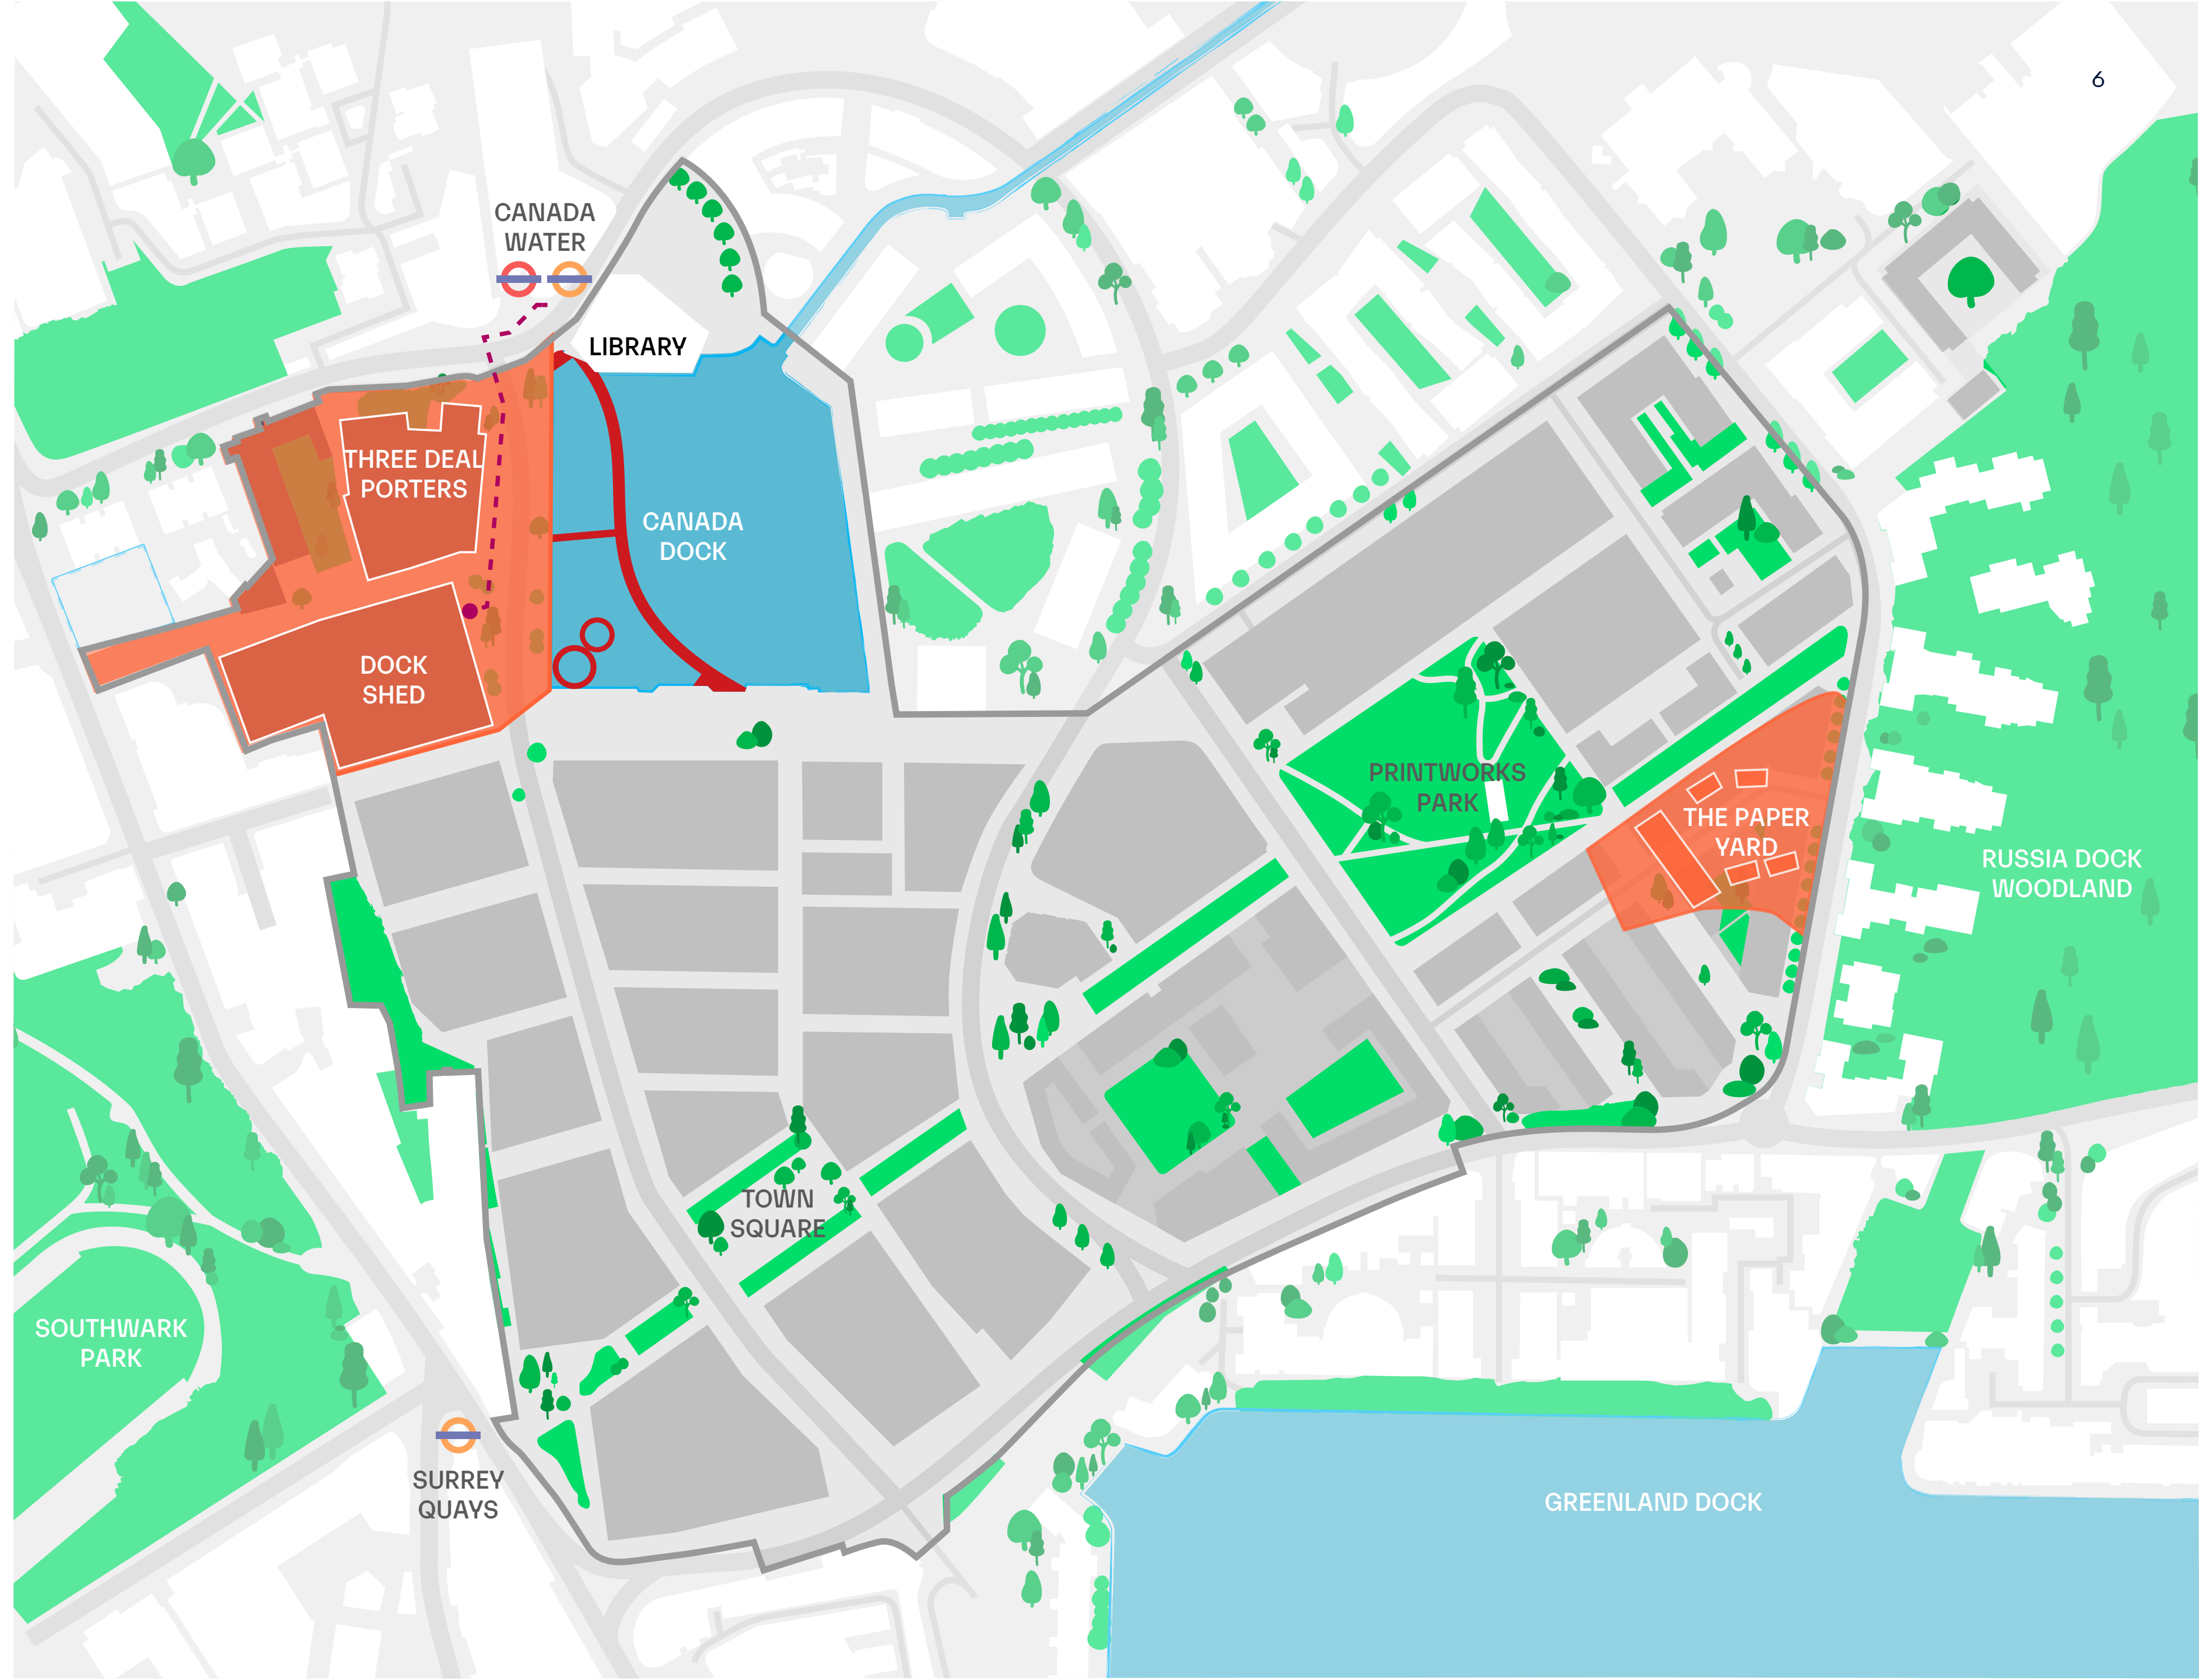 6
CANADA
WATER
LIBRARY
THREE DEAL
PORTERS
CANADA
DOCK
DOCK
SHED
PRINTWORKS
PARK
THE PAPER
YARD
RUSSIA DOCK
WOODLAND
TOWN
SQUARE
SOUTHWARK
PARK
SURREY
QUAYS
GREENLAND DOCK